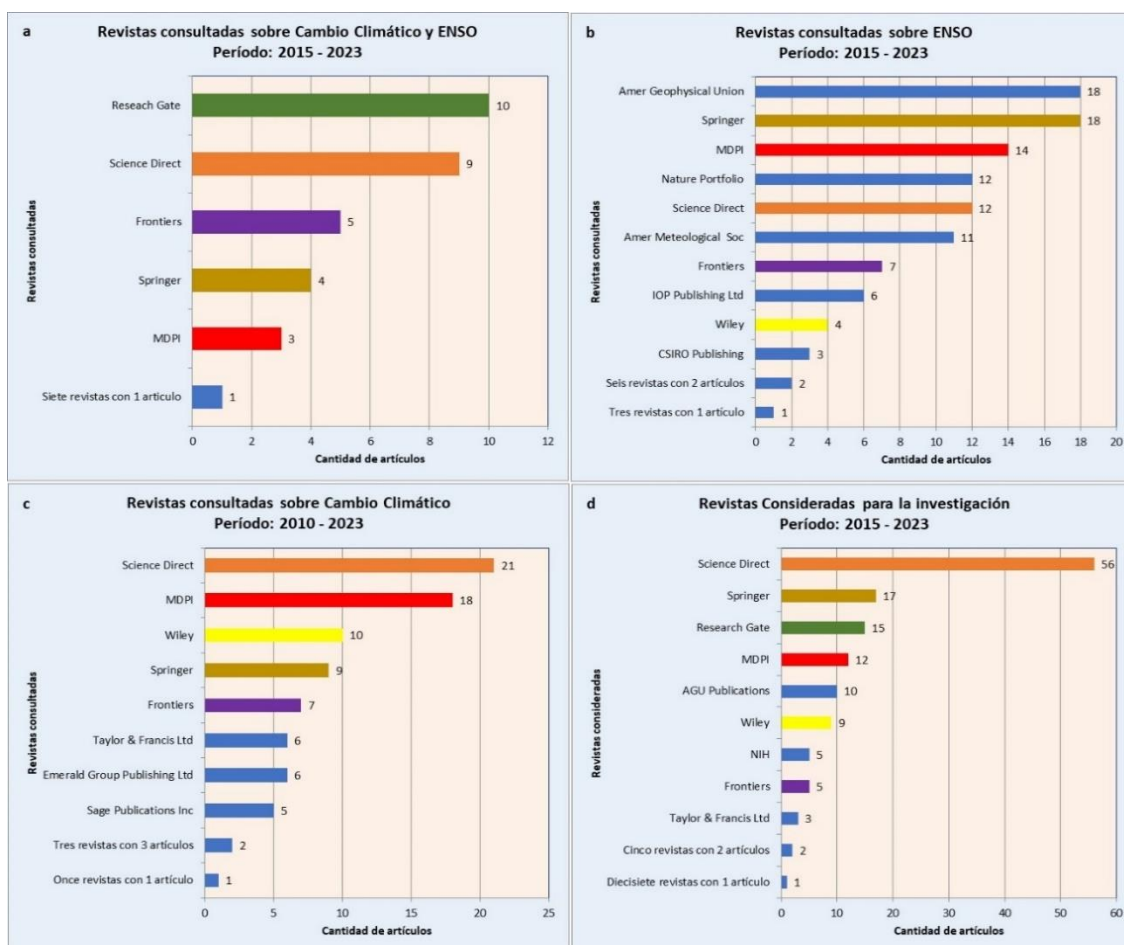 a
Revistas consultadas sobre Cambio Climático y ENSO
Período: 2015 - 2023
Revistas consultadas
Reseach Gate 10
Science Direct 9
Frontiers 5
Springer 4
MDPI 3
Siete revistas con 1 artículo 1
0 2 4 6 8 10 12
Cantidad de artículos
b
Revistas consultadas sobre ENSO
Período: 2015 - 2023
Revistas consultadas
Amer Geophysical Union 18
Springer 18
MDPI 14
Nature Portfolio 12
Science Direct 12
Amer Meteological Soc 11
Frontiers 7
IOP Publishing Ltd 6
Wiley 4
CSIRO Publishing 3
Seis revistas con 2 artículos 2
Tres revistas con 1 artículo 1
0 2 4 6 8 10 12 14 16 18 20
Cantidad de artículos
c
Revistas consultadas sobre Cambio Climático
Período: 2010 - 2023
Revistas consultadas
Science Direct 21
MDPI 18
Wiley 10
Springer 9
Frontiers 7
Taylor & Francis Ltd 6
Emerald Group Publishing Ltd 6
Sage Publications Inc 5
Tres revistas con 3 artículos 2
Once revistas con 1 artículo 1
0 5 10 15 20 25
Cantidad de artículos
d
Revistas Consideradas para la investigación
Período: 2015 - 2023
Revistas consideradas
Science Direct 56
Springer 17
Research Gate 15
MDPI 12
AGU Publications 10
Wiley 9
NIH 5
Frontiers 5
Taylor & Francis Ltd 3
Cinco revistas con 2 artículos 2
Diecisiete revistas con 1 artículo 1
0 10 20 30 40 50 60
Cantidad de artículos